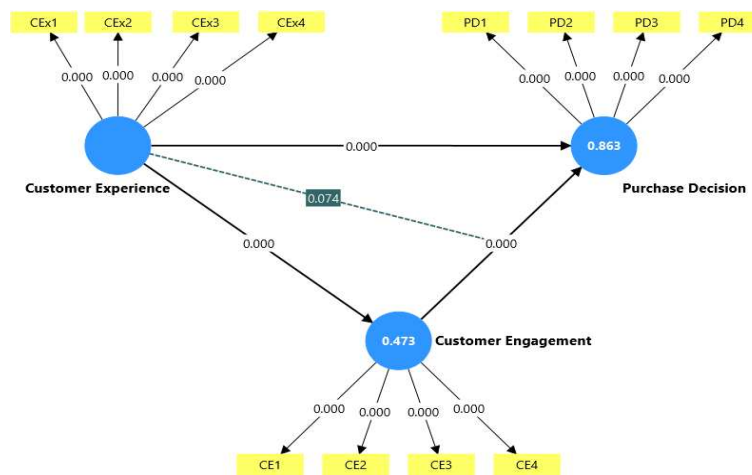 CEx1 CEx2 CEx3 CEx4 PD1 PD2 PD3 PD4
0.000 0.000 0.000 0.000 0.000 0.000 0.000 0.000
0.000 0.863
Customer Experience Purchase Decision
0.074
0.000 0.000
0.473 Customer Engagement
0.000 0.000 0.000 0.000
CE1 CE2 CE3 CE4